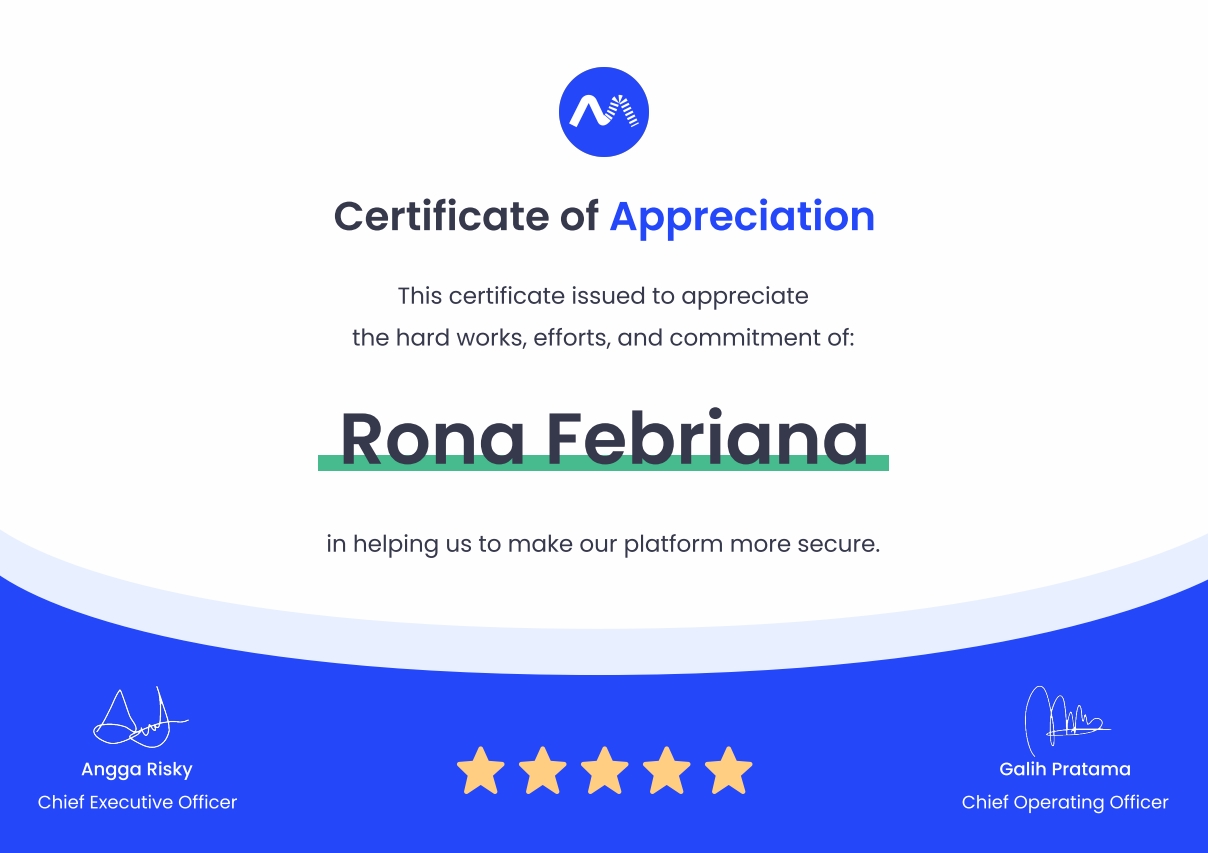 Certificate of Appreciation
This certificate issued to appreciate
the hard works, efforts, and commitment of:
Rona Febriana
in helping us to make our platform more secure.
Angga Risky
Chief Executive Officer
Galih Pratama
Chief Operating Officer